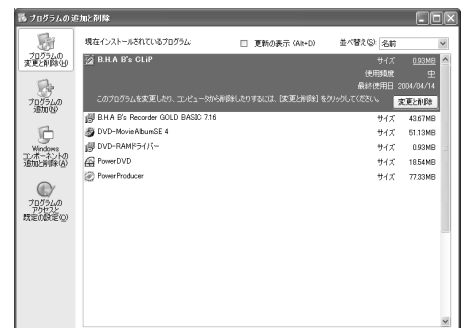 プログラムの追加と削除
プログラムの
変更と削除(H)
プログラムの
追加(N)
Windows
コンポーネントの
追加と削除(A)
プログラムの
アクセスと
既定の設定(O)
現在インストールされているプログラム:
更新の表示 (Alt+D)
並べ替え(S):
名前
B.H.A B's CLiP
サイズ 0.93MB
使用頻度 中
最終使用日 2004/04/14
このプログラムを変更したり、コンピュータから削除したりするには、[変更と削除] をクリックしてください。
変更と削除
B.H.A B's Recorder GOLD BASIC 7.16
サイズ 43.67MB
DVD-MovieAlbumSE 4
サイズ 51.13MB
DVD-RAMドライバー
サイズ 0.93MB
PowerDVD
サイズ 18.54MB
PowerProducer
サイズ 77.33MB